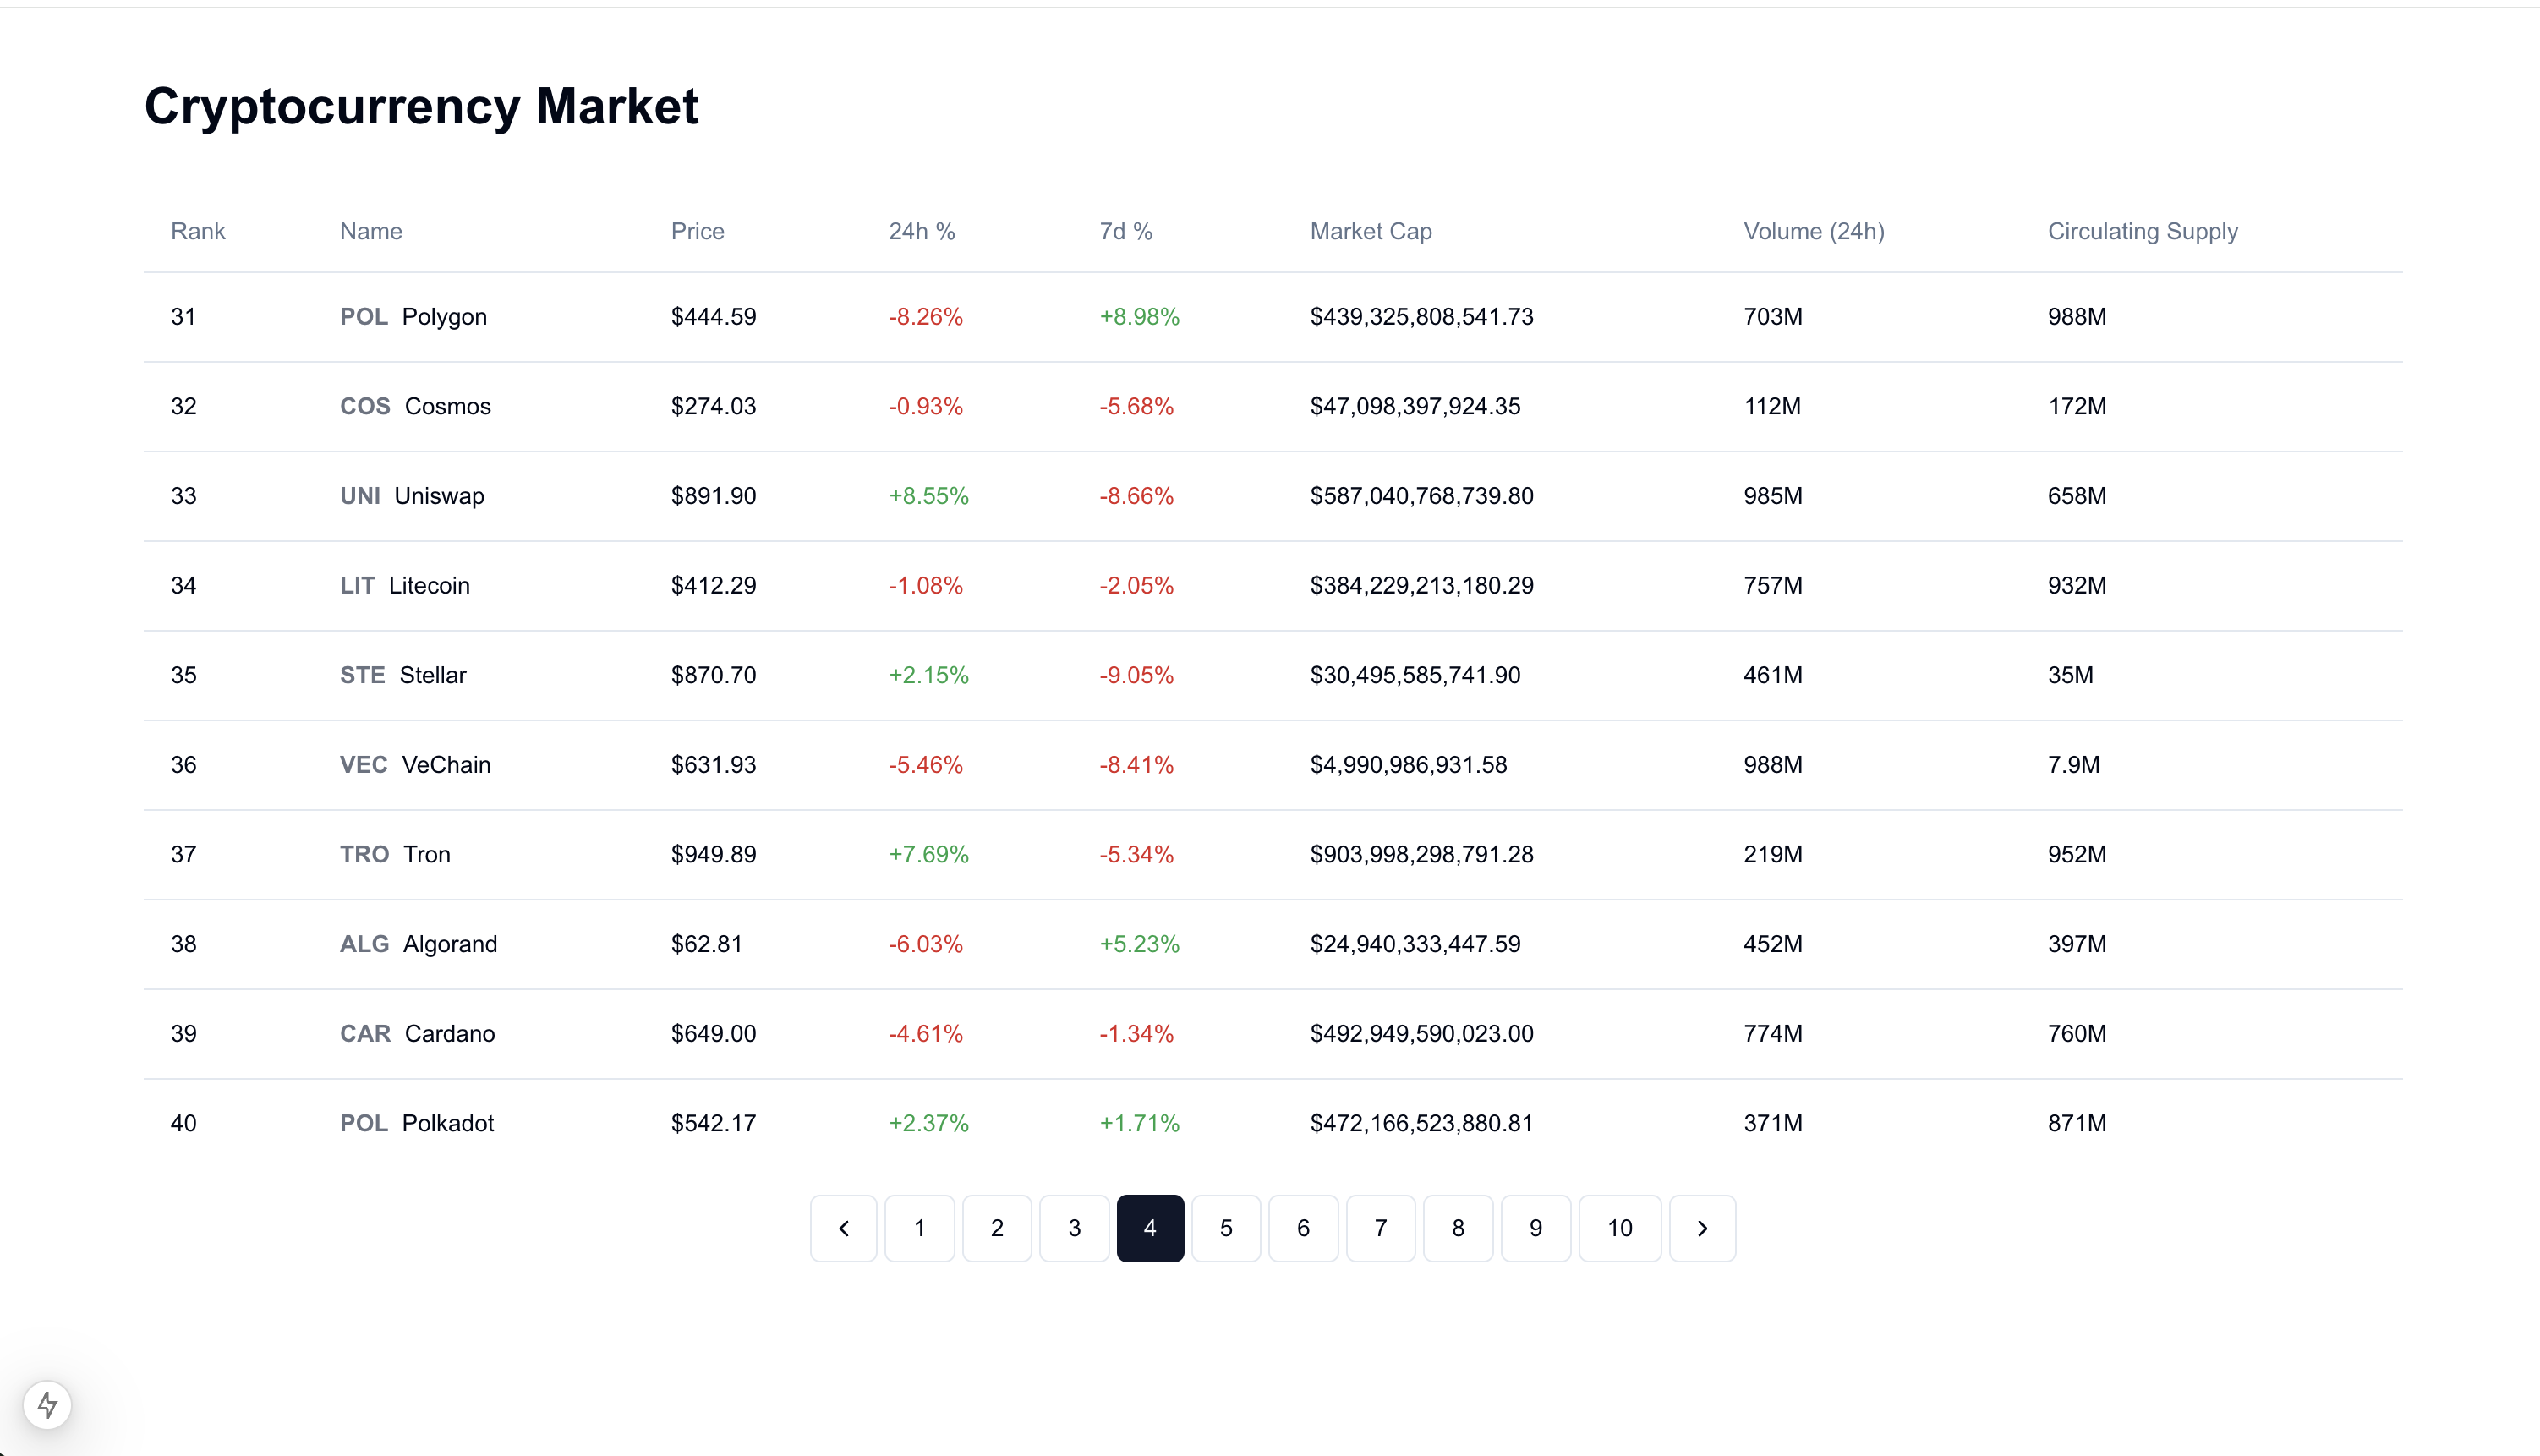 Cryptocurrency Market
Rank Name Price 24h % 7d % Market Cap Volume (24h) Circulating Supply
31 POL Polygon $444.59 -8.26% +8.98% $439,325,808,541.73 703M 988M
32 COS Cosmos $274.03 -0.93% -5.68% $47,098,397,924.35 112M 172M
33 UNI Uniswap $891.90 +8.55% -8.66% $587,040,768,739.80 985M 658M
34 LIT Litecoin $412.29 -1.08% -2.05% $384,229,213,180.29 757M 932M
35 STE Stellar $870.70 +2.15% -9.05% $30,495,585,741.90 461M 35M
36 VEC VeChain $631.93 -5.46% -8.41% $4,990,986,931.58 988M 7.9M
37 TRO Tron $949.89 +7.69% -5.34% $903,998,298,791.28 219M 952M
38 ALG Algorand $62.81 -6.03% +5.23% $24,940,333,447.59 452M 397M
39 CAR Cardano $649.00 -4.61% -1.34% $492,949,590,023.00 774M 760M
40 POL Polkadot $542.17 +2.37% +1.71% $472,166,523,880.81 371M 871M
1 2 3 4 5 6 7 8 9 10